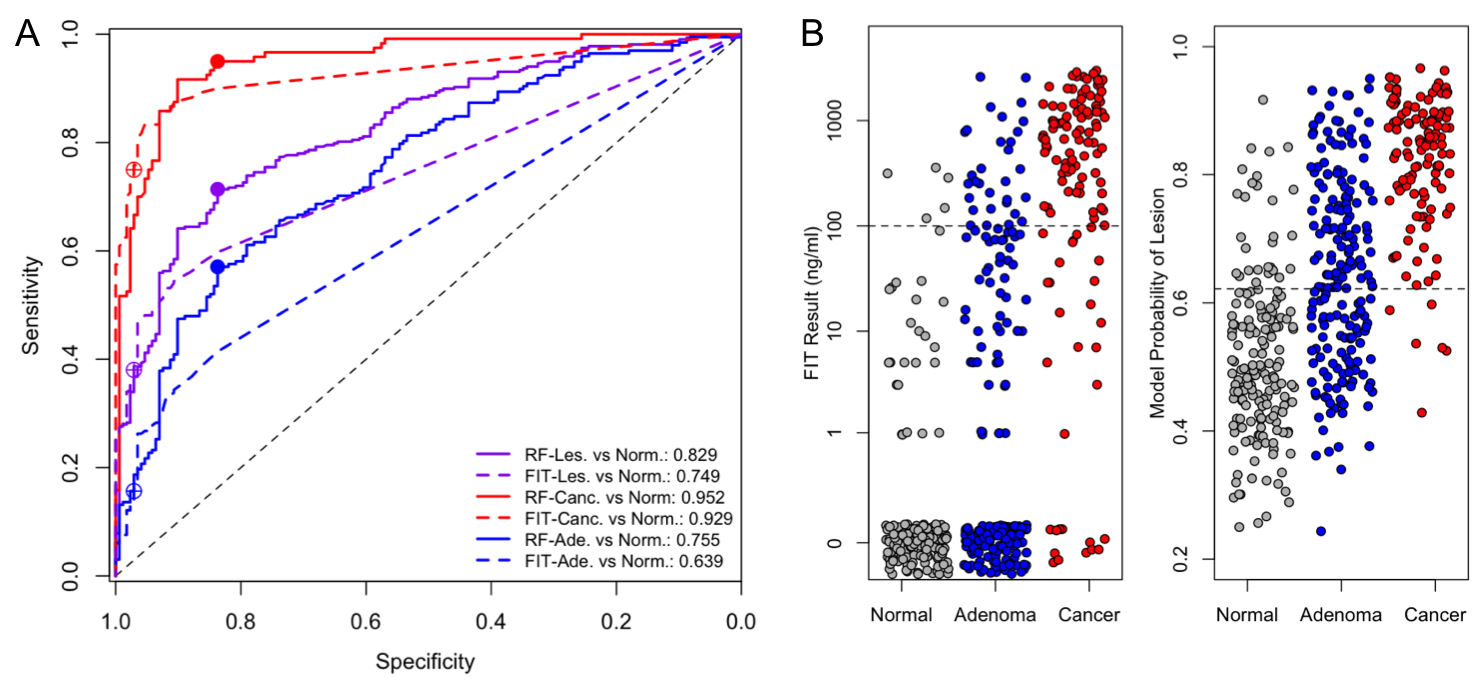 A
1.0
0.8
0.6
0.4
0.2
0.0
Sensitivity
1.0
0.8
0.6
0.4
0.2
0.0
Specificity
RF-Les. vs Norm.: 0.829
FIT-Les. vs Norm.: 0.749
RF-Canc. vs Norm: 0.952
FIT-Canc. vs Norm.: 0.929
RF-Ade. vs Norm.: 0.755
FIT-Ade. vs Norm.: 0.639
B
FIT Result (ng/ml)
1000
100
10
1
0
Normal
Adenoma
Cancer
Model Probability of Lesion
1.0
0.8
0.6
0.4
0.2
Normal
Adenoma
Cancer